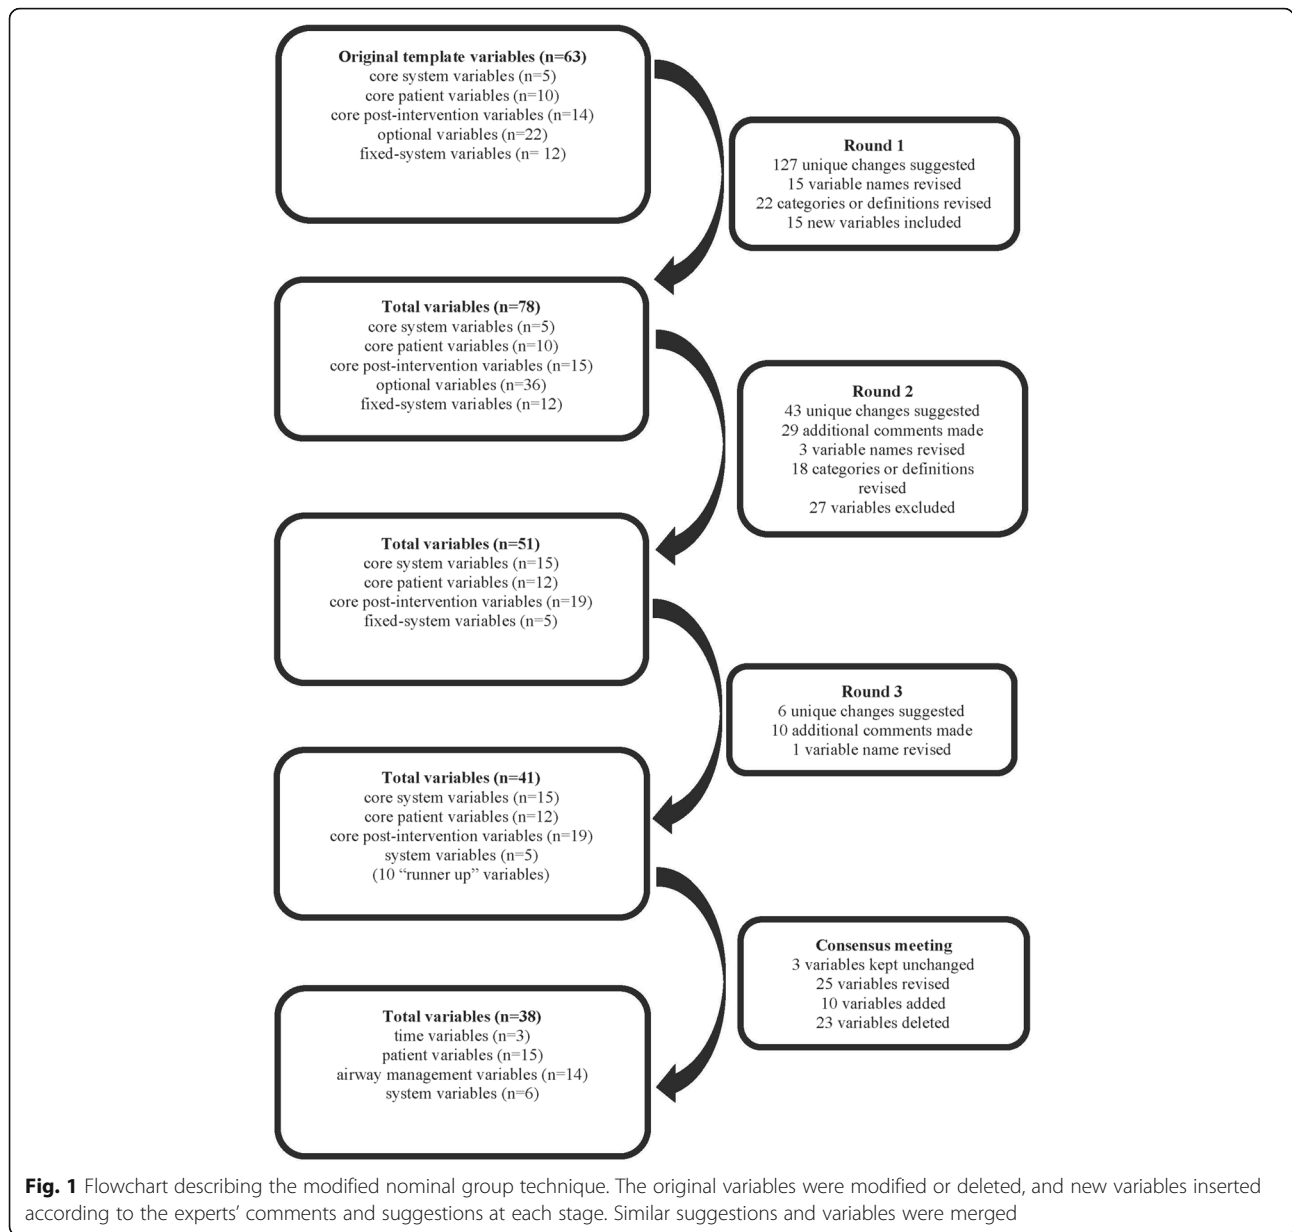 Original template variables (n=63)
core system variables (n=5)
core patient variables (n=10)
core post-intervention variables (n=14)
optional variables (n=22)
fixed-system variables (n= 12)
Round 1
127 unique changes suggested
15 variable names revised
22 categories or definitions revised
15 new variables included
Total variables (n=78)
core system variables (n=5)
core patient variables (n=10)
core post-intervention variables (n=15)
optional variables (n=36)
fixed-system variables (n=12)
Round 2
43 unique changes suggested
29 additional comments made
3 variable names revised
18 categories or definitions
revised
27 variables excluded
Total variables (n=51)
core system variables (n=15)
core patient variables (n=12)
core post-intervention variables (n=19)
fixed-system variables (n=5)
Round 3
6 unique changes suggested
10 additional comments made
1 variable name revised
Total variables (n=41)
core system variables (n=15)
core patient variables (n=12)
core post-intervention variables (n=19)
system variables (n=5)
(10 “runner up” variables)
Consensus meeting
3 variables kept unchanged
25 variables revised
10 variables added
23 variables deleted
Total variables (n=38)
time variables (n=3)
patient variables (n=15)
airway management variables (n=14)
system variables (n=6)
Fig. 1 Flowchart describing the modified nominal group technique. The original variables were modified or deleted, and new variables inserted
according to the experts’ comments and suggestions at each stage. Similar suggestions and variables were merged